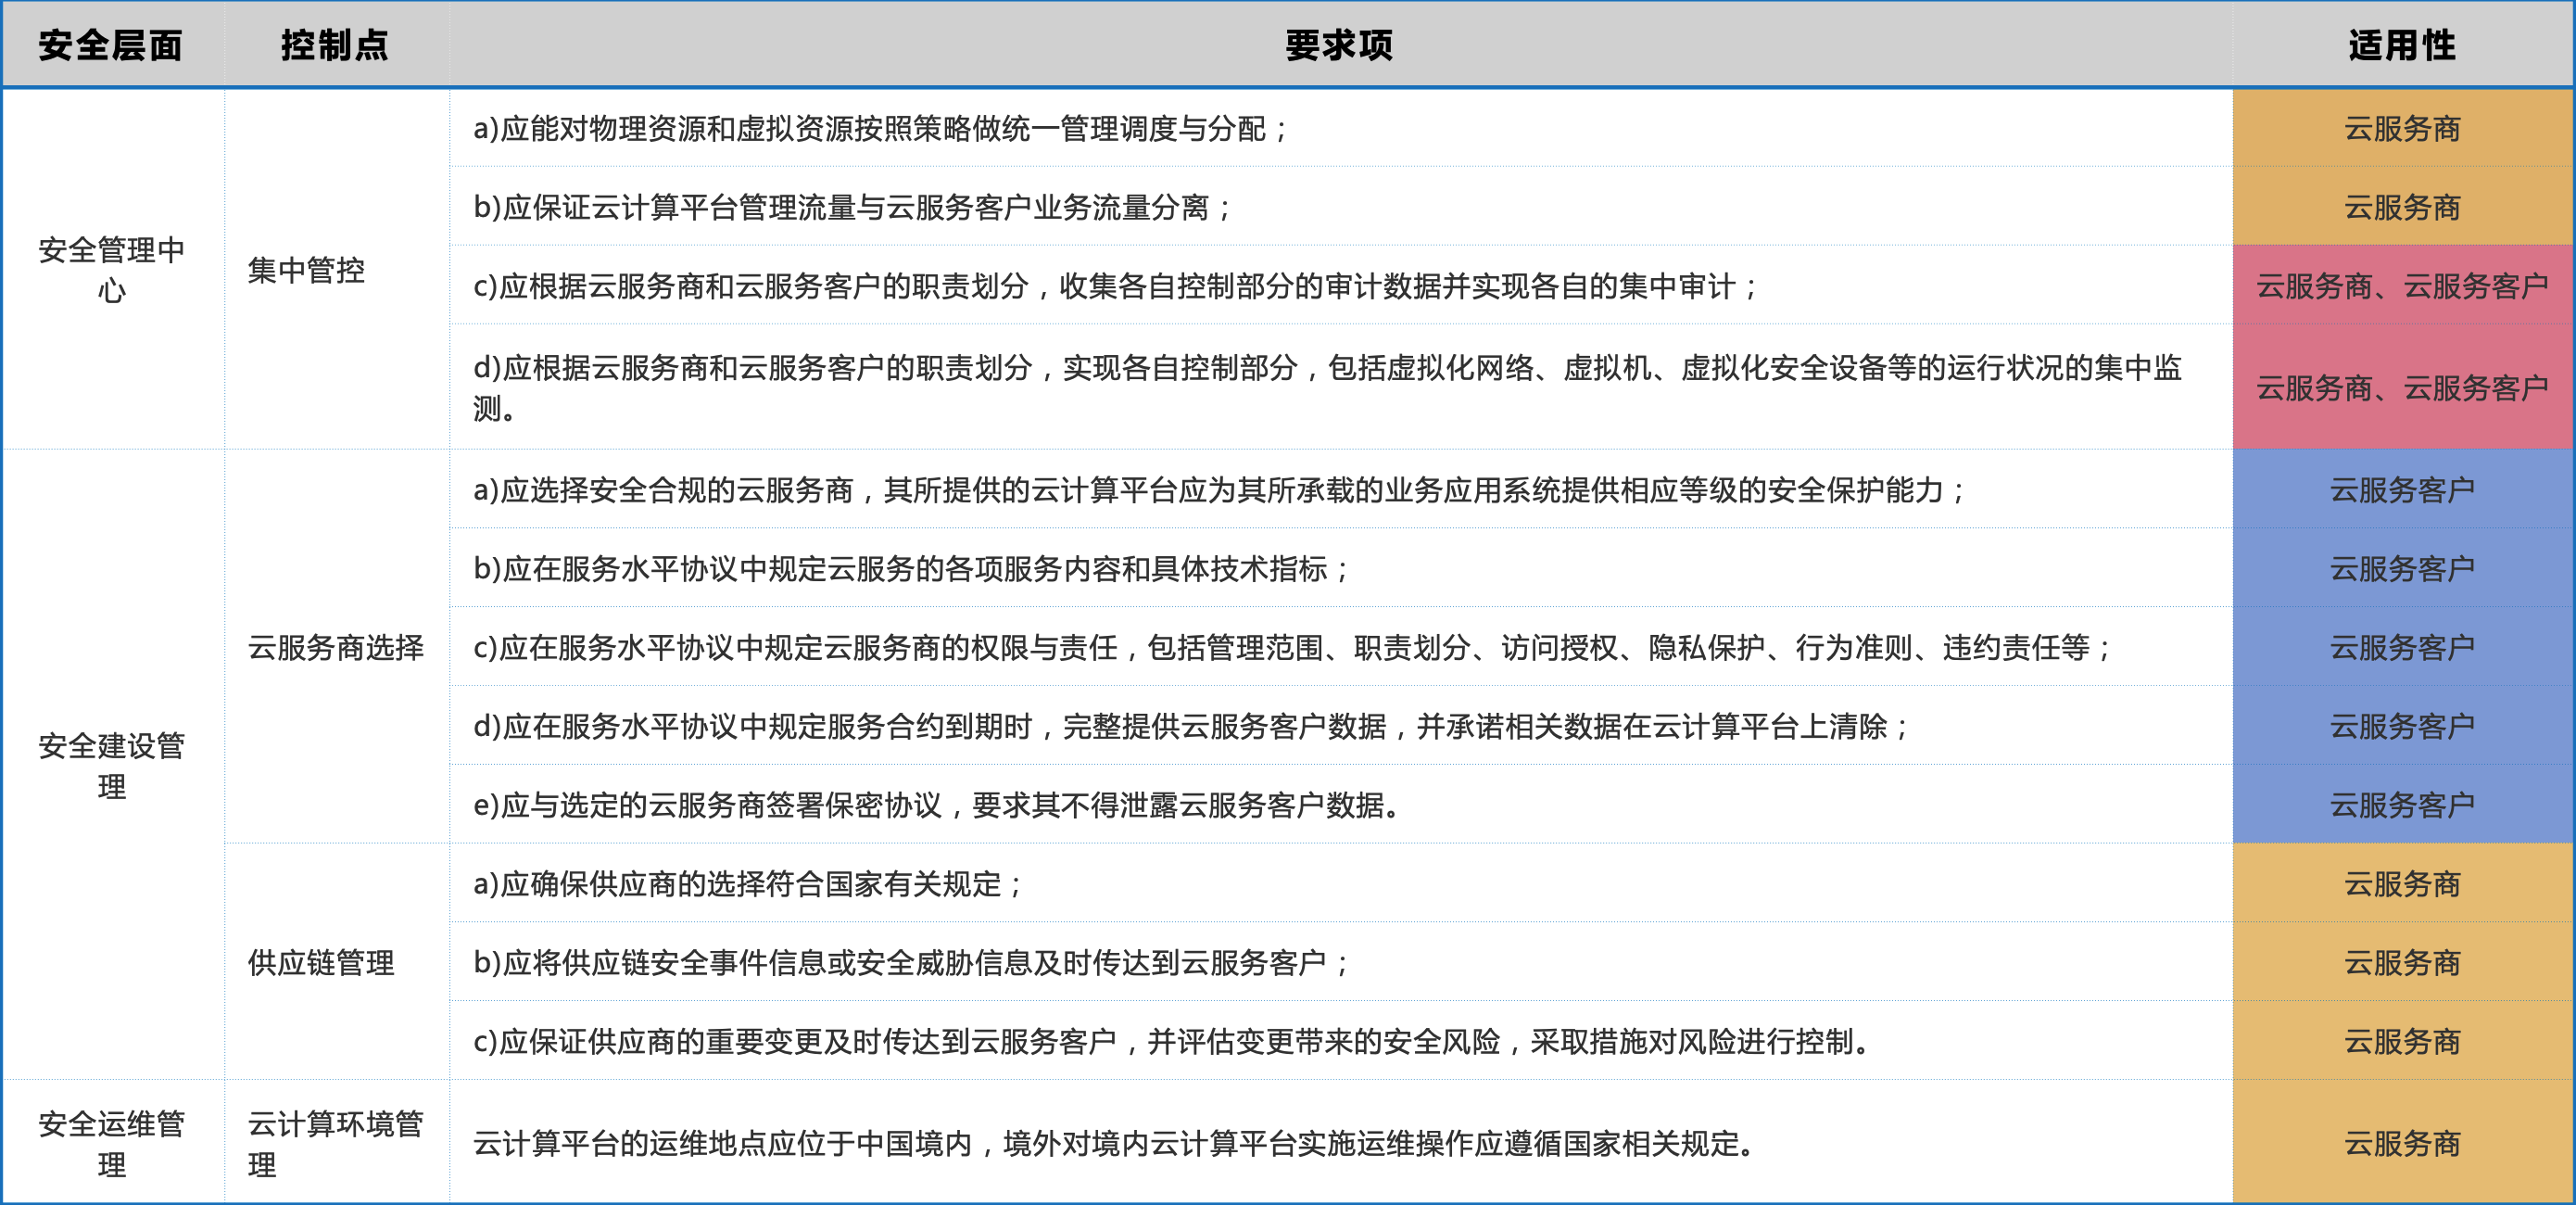 安全层面 控制点 要求项 适用性
安全管理中
心
集中管控
a)应能对物理资源和虚拟资源按照策略做统一管理调度与分配；
云服务商
b)应保证云计算平台管理流量与云服务客户业务流量分离；
云服务商
c)应根据云服务商和云服务客户的职责划分，收集各自控制部分的审计数据并实现各自的集中审计；
云服务商、云服务客户
d)应根据云服务商和云服务客户的职责划分，实现各自控制部分，包括虚拟化网络、虚拟机、虚拟化安全设备等的运行状况的集中监
测。
云服务商、云服务客户
安全建设管
理
云服务商选择
a)应选择安全合规的云服务商，其所提供的云计算平台应为其所承载的业务应用系统提供相应等级的安全保护能力；
云服务客户
b)应在服务水平协议中规定云服务的各项服务内容和具体技术指标；
云服务客户
c)应在服务水平协议中规定云服务商的权限与责任，包括管理范围、职责划分、访问授权、隐私保护、行为准则、违约责任等；
云服务客户
d)应在服务水平协议中规定服务合约到期时，完整提供云服务客户数据，并承诺相关数据在云计算平台上清除；
云服务客户
e)应与选定的云服务商签署保密协议，要求其不得泄露云服务客户数据。
云服务客户
供应链管理
a)应确保供应商的选择符合国家有关规定；
云服务商
b)应将供应链安全事件信息或安全威胁信息及时传达到云服务客户；
云服务商
c)应保证供应商的重要变更及时传达到云服务客户，并评估变更带来的安全风险，采取措施对风险进行控制。
云服务商
安全运维管
理
云计算环境管
理
云计算平台的运维地点应位于中国境内，境外对境内云计算平台实施运维操作应遵循国家相关规定。
云服务商